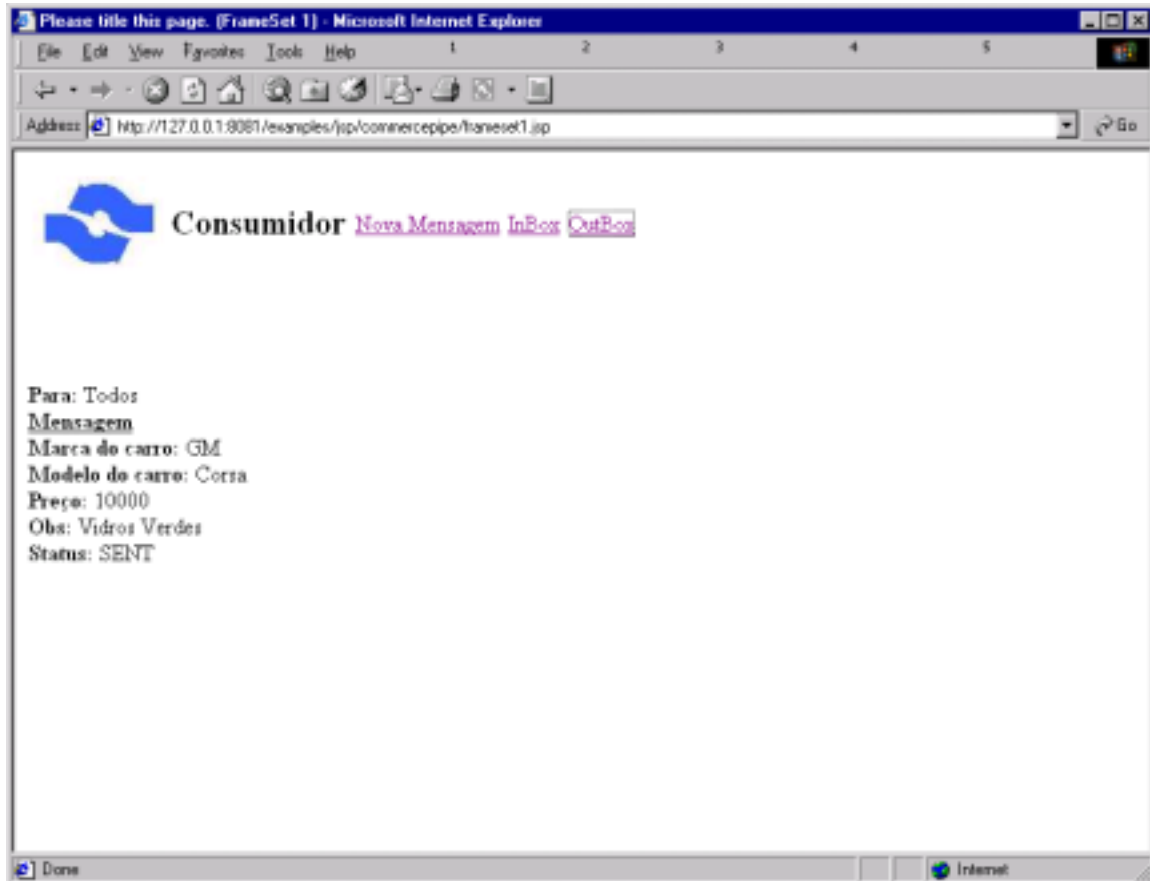 Please title this page. (FrameSet 1) - Microsoft Internet Explorer
File Edit View Favorites Tools Help 1 2 3 4 5
Address http://127.0.0.1:8081/examples/jsp/commercepipe/frameset1.jsp Go
Consumidor Nova Mensagem InBox OutBox
Para: Todos
Mensagem
Marca do carro: GM
Modelo do carro: Corsa
Preço: 10000
Obs: Vidros Verdes
Status: SENT
Done Internet